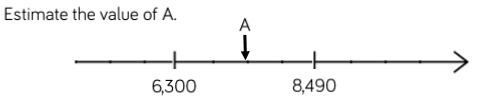 Estimate the value of A.
A
6,300 8,490